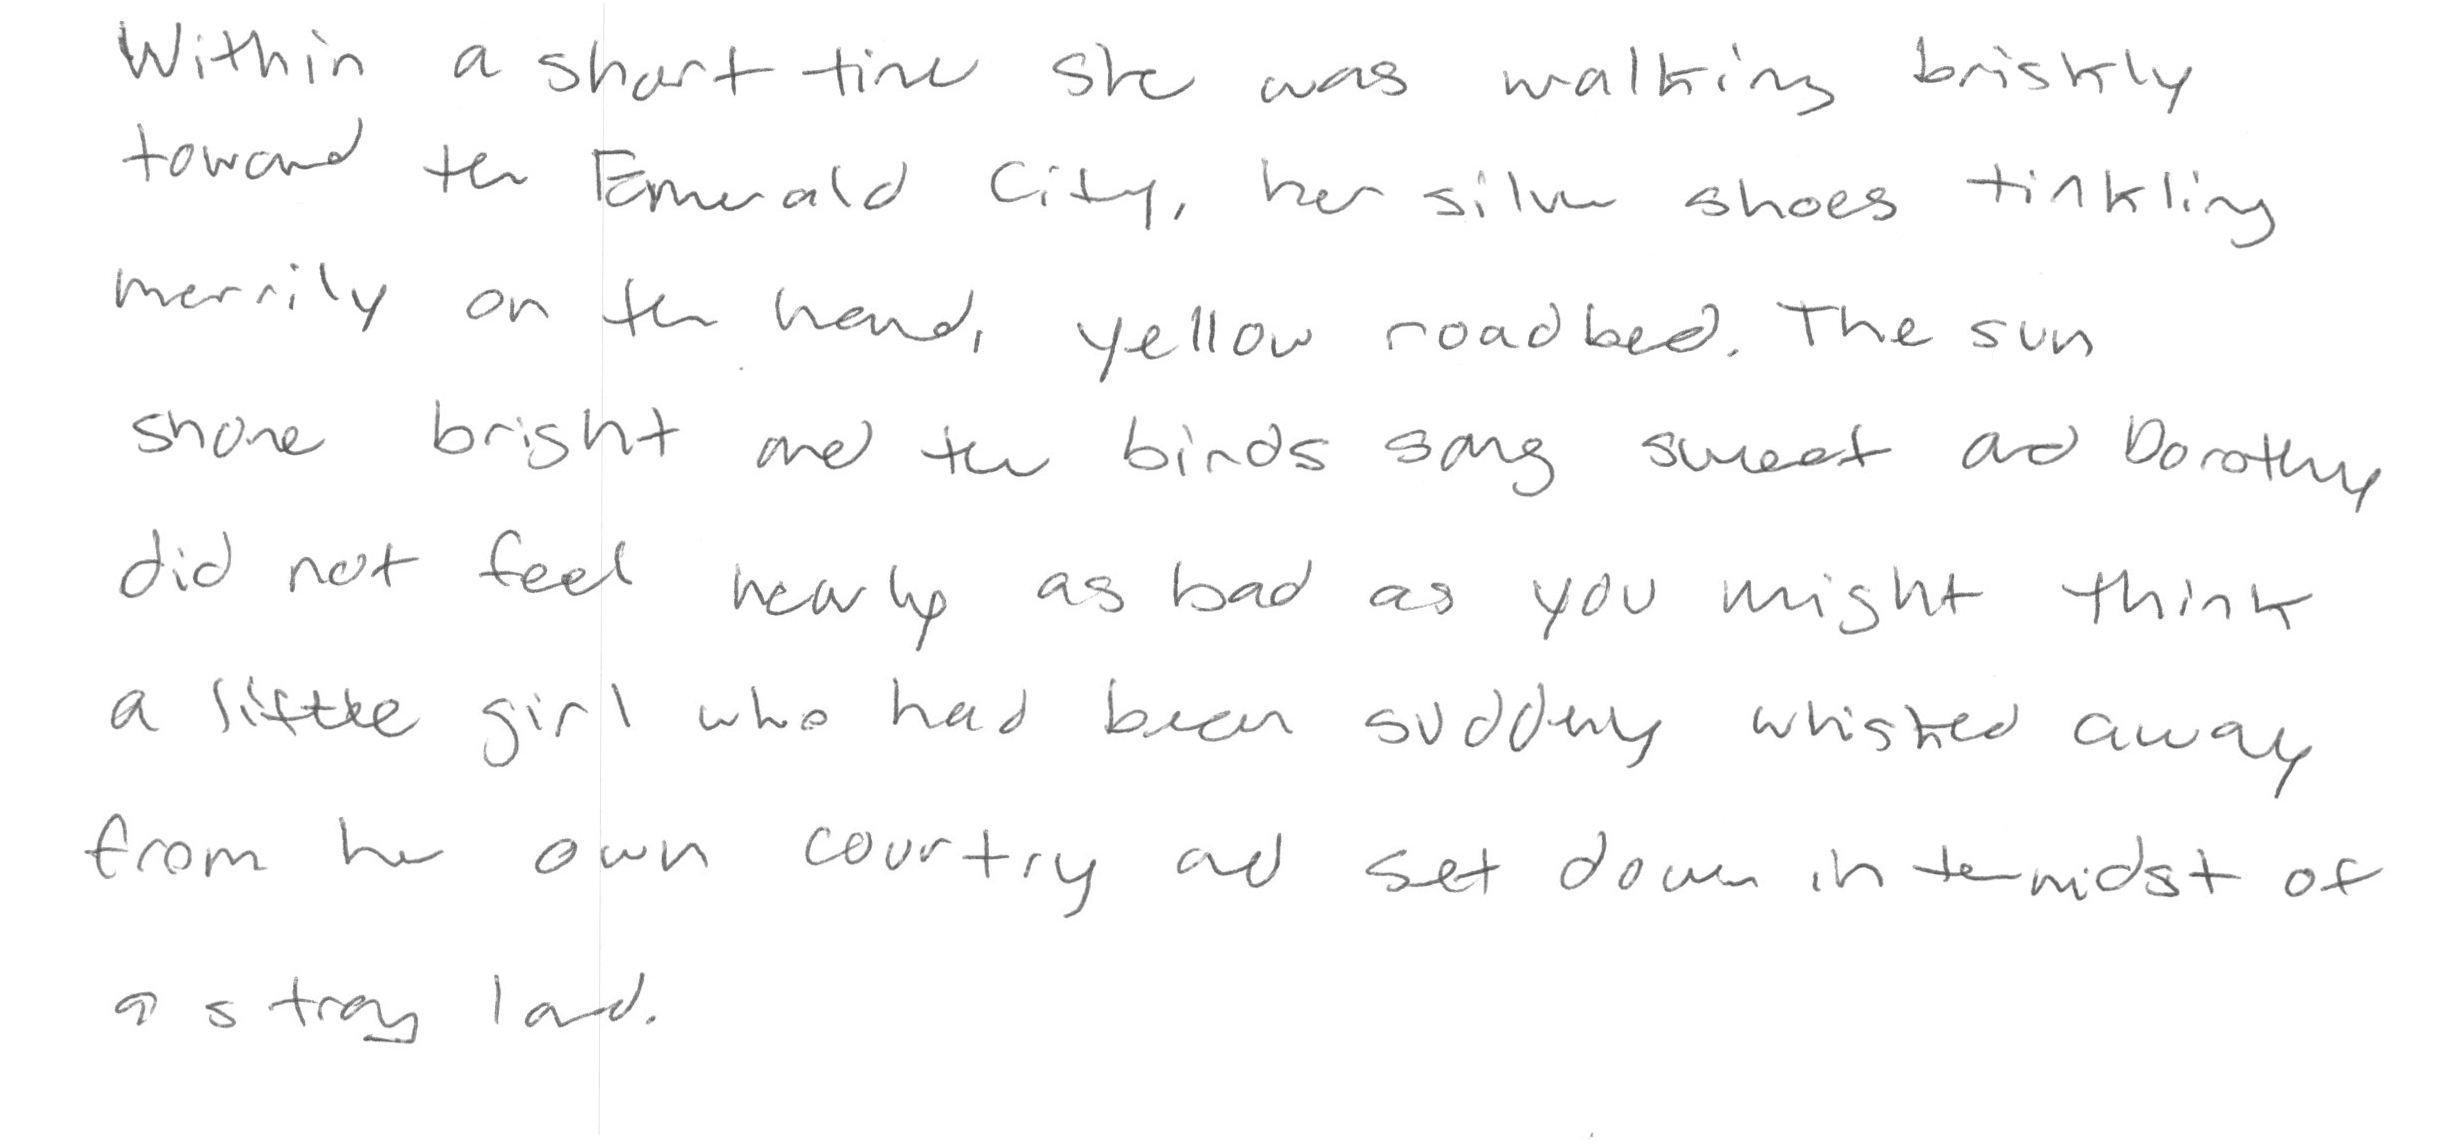 Within a short time she was walking briskly
toward the Emerald City, her silver shoes tinkling
merrily on the hard, yellow roadbed. The sun
shone bright and the birds sang sweet and Dorothy
did not feel nearly as bad as you might think
a little girl who had been suddenly whisked away
from her own country and set down in the midst of
a strange land.